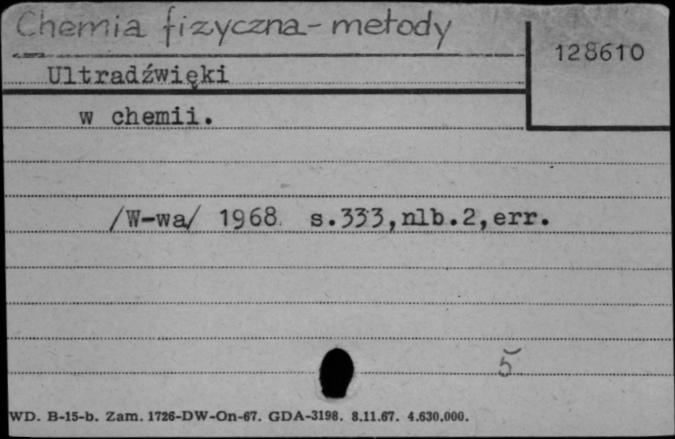 Chemia fizyczna - metody
128610
Ultradźwięki
w chemii.
/W-wa/ 1968 s.333,nlb.2,err.
5
WD. B-15-b. Zam. 1726-DW-On-67. GDA-3198. 8.11.67. 4.630.000.